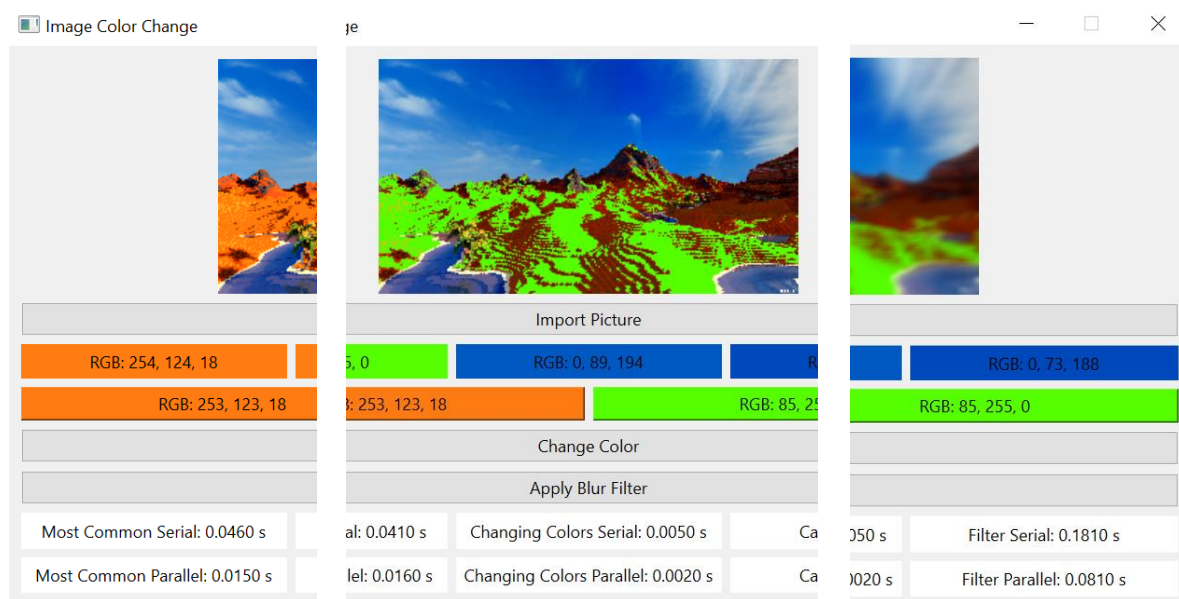 Image Color Change ge
Import Picture
RGB: 254, 124, 18 5, 0 RGB: 0, 89, 194 R RGB: 0, 73, 188
RGB: 253, 123, 18 : 253, 123, 18 RGB: 85, 25 RGB: 85, 255, 0
Change Color
Apply Blur Filter
Most Common Serial: 0.0460 s al: 0.0410 s Changing Colors Serial: 0.0050 s Ca 050 s Filter Serial: 0.1810 s
Most Common Parallel: 0.0150 s lel: 0.0160 s Changing Colors Parallel: 0.0020 s Ca 0020 s Filter Parallel: 0.0810 s